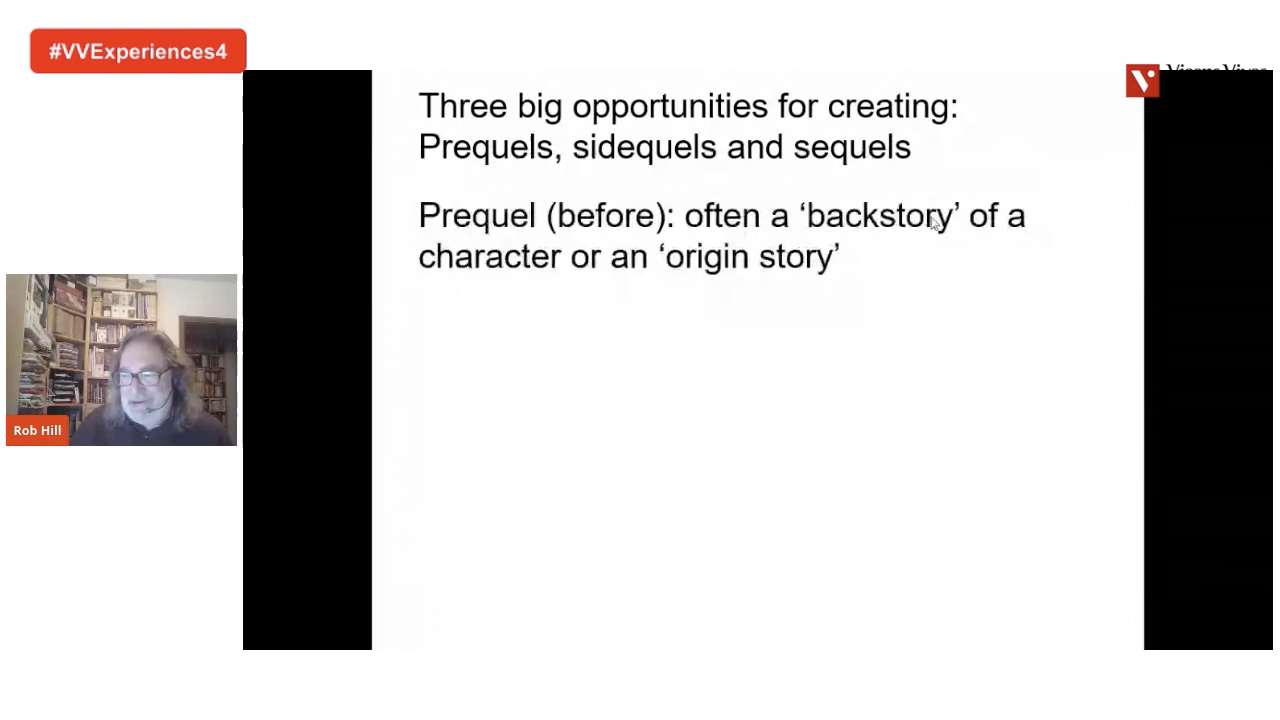 #VVExperiences4
Three big opportunities for creating:
Prequels, sidequels and sequels
Prequel (before): often a ‘backstory’ of a
character or an ‘origin story’
Rob Hill